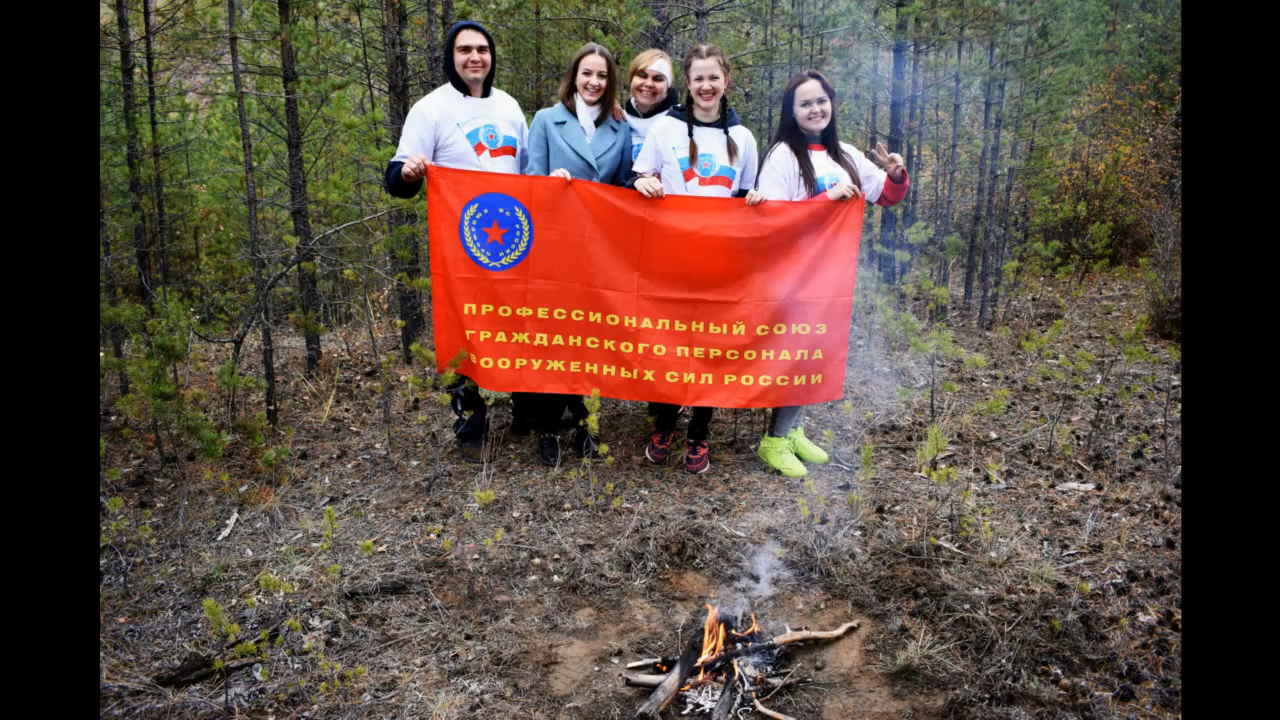 ПРОФЕССИОНАЛЬНЫЙ СОЮЗ
ГРАЖДАНСКОГО ПЕРСОНАЛА
ВООРУЖЕННЫХ СИЛ РОССИИ